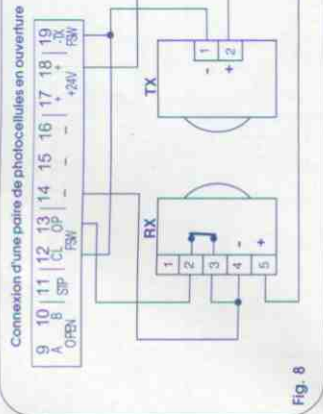 Connexion d'une paire de photocellules en ouverture
9 10 11 12 13 14 15 16 17 18 19
A B STP CL OP - - - + + -TX
OPEN FSW +24V FSW
TX
1 2
- +
RX
1 2 3 4 5
- +
Fig. 8